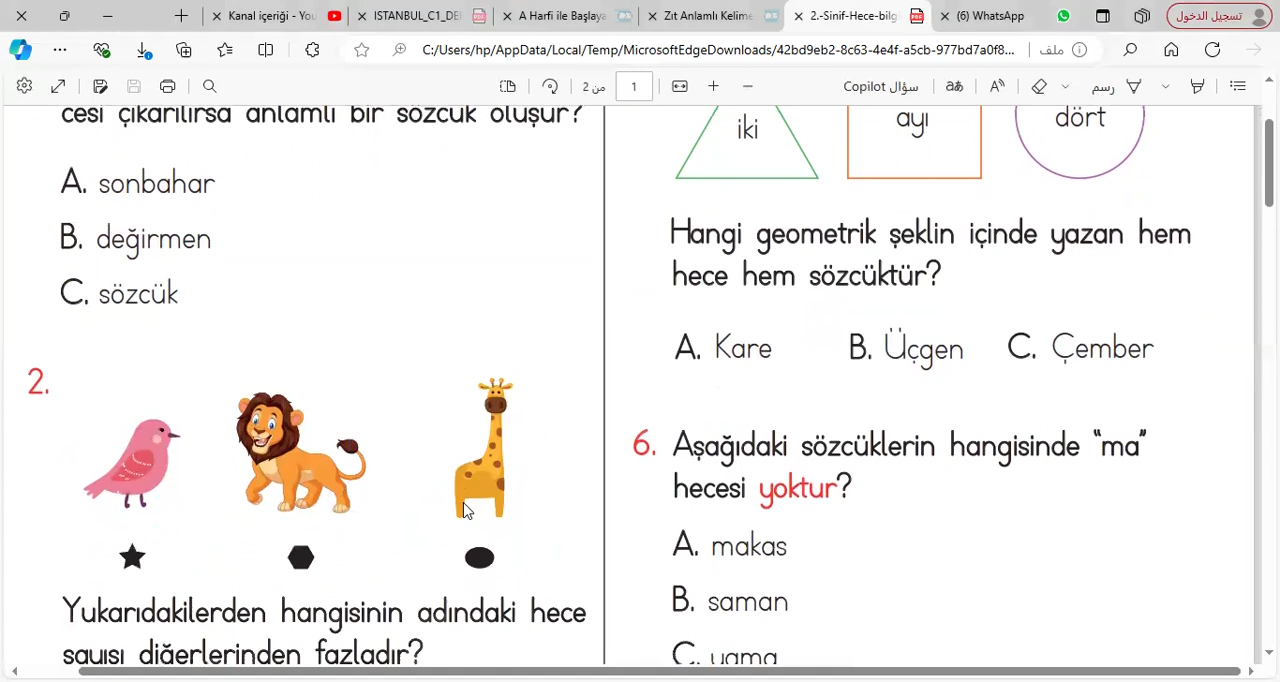 Kanal içeriği - You
ISTANBUL_C1_DE
A Harfi ile Başlaya
Zıt Anlamlı Kelime
2.-Sinif-Hece-bilg
(6) WhatsApp
تسجيل الدخول
C:/Users/hp/AppData/Local/Temp/MicrosoftEdgeDownloads/42bd9eb2-8c63-4e4f-a5cb-977bd7a0f8...
ملف
من 2
1
سؤال Copilot
رسم
cesi çıkarılırsa anlamlı bir sözcük oluşur?
A. sonbahar
B. değirmen
C. sözcük
2.
Yukarıdakilerden hangisinin adındaki hece
sayısı diğerlerinden fazladır?
iki
ayı
dört
Hangi geometrik şeklin içinde yazan hem
hece hem sözcüktür?
A. Kare B. Üçgen C. Çember
6. Aşağıdaki sözcüklerin hangisinde “ma”
hecesi yoktur?
A. makas
B. saman
C. yama